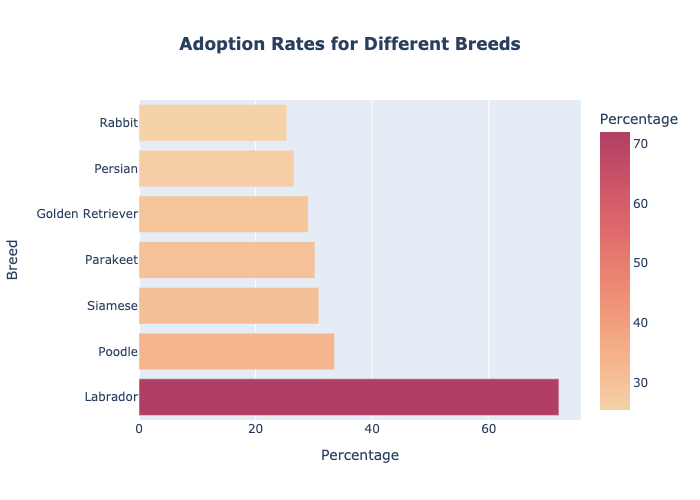 Adoption Rates for Different Breeds
Rabbit
Persian
Golden Retriever
Parakeet
Siamese
Poodle
Labrador
Breed
0
20
40
60
Percentage
Percentage
70
60
50
40
30